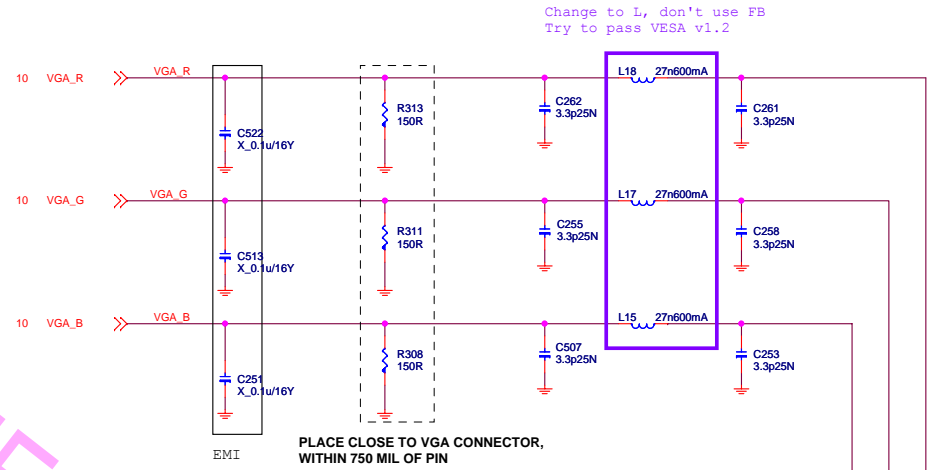 Change to L, don't use FB
Try to pass VESA v1.2
10 VGA_R VGA_R
L18 27n600mA
C262
3.3p25N
C261
3.3p25N
R313
150R
C522
X_0.1u/16Y
10 VGA_G VGA_G
L17 27n600mA
C255
3.3p25N
C258
3.3p25N
R311
150R
C513
X_0.1u/16Y
10 VGA_B VGA_B
L15 27n600mA
C507
3.3p25N
C253
3.3p25N
R308
150R
C251
X_0.1u/16Y
EMI
PLACE CLOSE TO VGA CONNECTOR,
WITHIN 750 MIL OF PIN